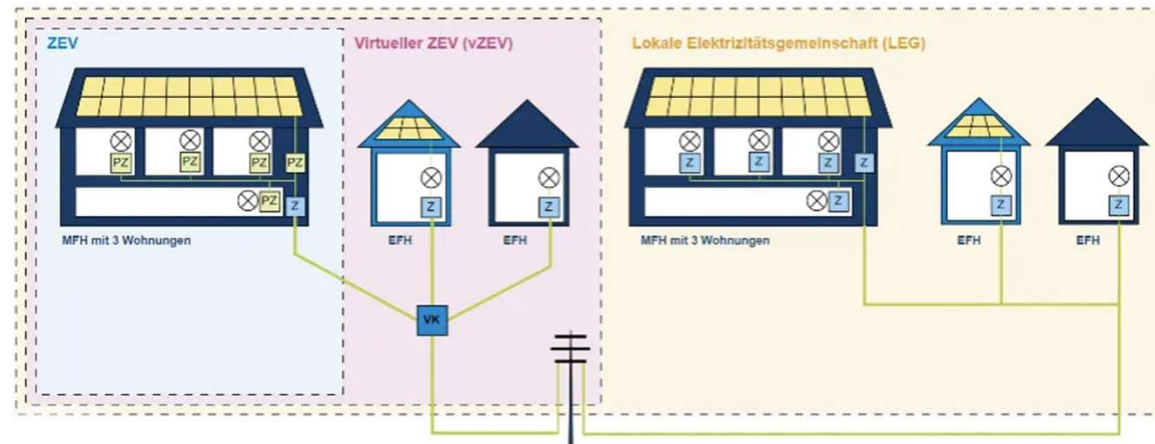 ZEV
Virtueller ZEV (vZEV)
Lokale Elektrizitätsgemeinschaft (LEG)
PZ
PZ
PZ
PZ
PZ
Z
Z
Z
Z
Z
Z
Z
Z
Z
Z
MFH mit 3 Wohnungen
EFH
EFH
MFH mit 3 Wohnungen
EFH
EFH
VK